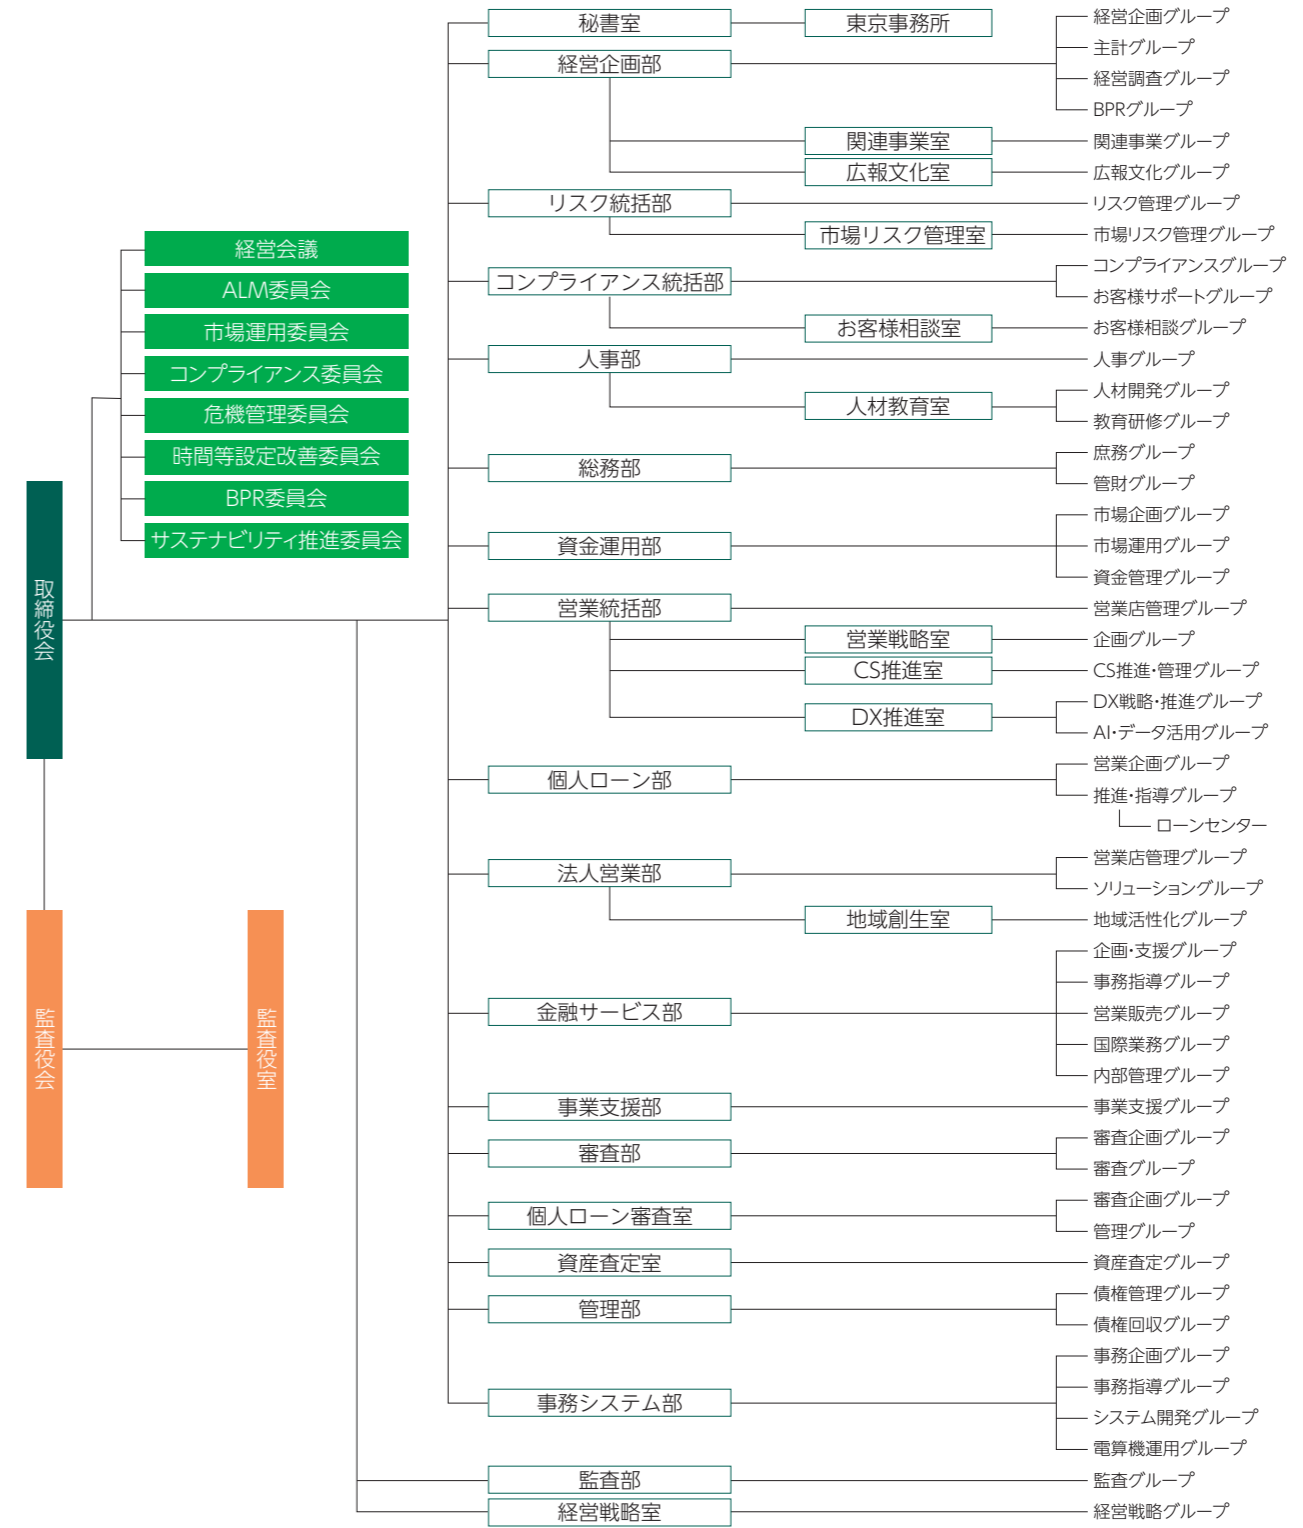 取締役会
経営会議
ALM委員会
市場運用委員会
コンプライアンス委員会
危機管理委員会
時間等設定改善委員会
BPR委員会
サステナビリティ推進委員会
監査役会
監査役室
秘書室
東京事務所
経営企画部
経営企画グループ
主計グループ
経営調査グループ
BPRグループ
関連事業室
関連事業グループ
広報文化室
広報文化グループ
リスク統括部
リスク管理グループ
市場リスク管理室
市場リスク管理グループ
コンプライアンス統括部
コンプライアンスグループ
お客様サポートグループ
お客様相談室
お客様相談グループ
人事部
人事グループ
人材教育室
人材開発グループ
教育研修グループ
総務部
庶務グループ
管財グループ
資金運用部
市場企画グループ
市場運用グループ
資金管理グループ
営業統括部
営業店管理グループ
営業戦略室
企画グループ
CS推進室
CS推進・管理グループ
DX推進室
DX戦略・推進グループ
AI・データ活用グループ
個人ローン部
営業企画グループ
推進・指導グループ
ローンセンター
法人営業部
営業店管理グループ
ソリューショングループ
地域創生室
地域活性化グループ
金融サービス部
企画・支援グループ
事務指導グループ
営業販売グループ
国際業務グループ
内部管理グループ
事業支援部
事業支援グループ
審査部
審査企画グループ
審査グループ
個人ローン審査室
審査企画グループ
管理グループ
資産査定室
資産査定グループ
管理部
債権管理グループ
債権回収グループ
事務システム部
事務企画グループ
事務指導グループ
システム開発グループ
電算機運用グループ
監査部
監査グループ
経営戦略室
経営戦略グループ